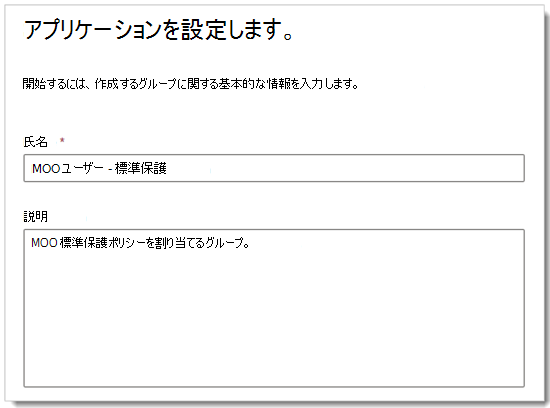 アプリケーションを設定します。
開始するには、作成するグループに関する基本的な情報を入力します。
氏名 *
MOOユーザー - 標準保護
説明
MOO 標準保護ポリシーを割り当てるグループ。